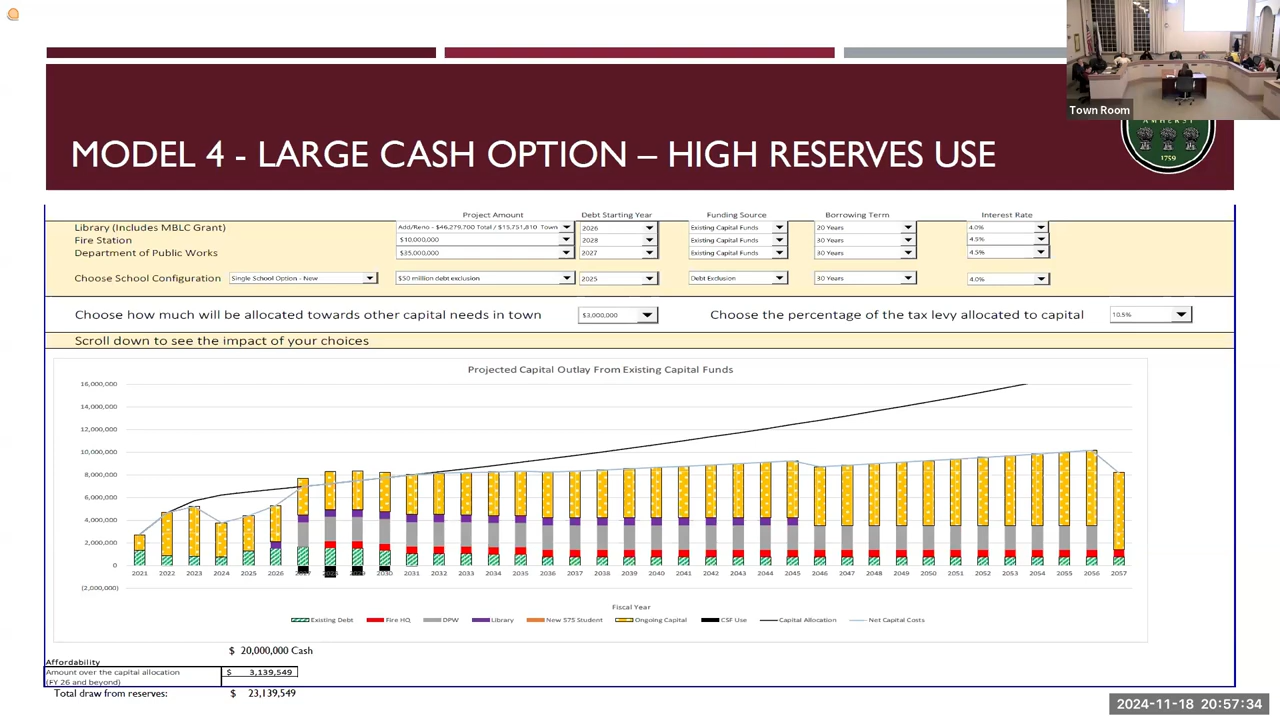 Town Room
AMHERST
1759
MODEL 4 - LARGE CASH OPTION – HIGH RESERVES USE
Project Amount Debt Starting Year Funding Source Borrowing Term Interest Rate
Library (Includes MBLC Grant) Add/Reno - $46,279,700 Total / $15,751,810 Town 2026 Existing Capital Funds 20 Years 4.0%
Fire Station $10,000,000 2028 Existing Capital Funds 30 Years 4.5%
Department of Public Works $35,000,000 2027 Existing Capital Funds 30 Years 4.5%
Choose School Configuration Single School Option - New $50 million debt exclusion 2025 Debt Exclusion 30 Years 4.0%
Choose how much will be allocated towards other capital needs in town $3,000,000 Choose the percentage of the tax levy allocated to capital 10.5%
Scroll down to see the impact of your choices
Projected Capital Outlay From Existing Capital Funds
16,000,000
14,000,000
12,000,000
10,000,000
8,000,000
6,000,000
4,000,000
2,000,000
0
2021 2022 2023 2024 2025 2026 2027 2028 2029 2030 2031 2032 2033 2034 2035 2036 2037 2038 2039 2040 2041 2042 2043 2044 2045 2046 2047 2048 2049 2050 2051 2052 2053 2054 2055 2056 2057
(2,000,000)
Fiscal Year
Existing Debt Fire HQ DPW Library New 575 Student Ongoing Capital CSF Use Capital Allocation Net Capital Costs
$ 20,000,000 Cash
Affordability
Amount over the capital allocation $ 3,139,549
(FY 26 and beyond)
Total draw from reserves: $ 23,139,549
2024-11-18 20:57:34